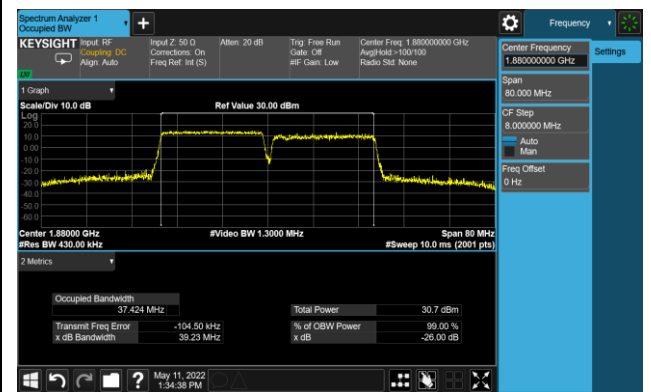 Spectrum Analyzer 1
Occupied BW
Frequency
KEYSIGHT
Input: RF
Coupling: DC
Align: Auto
Input Z: 50 Ω
Corrections: On
Freq Ref: Int (S)
Atten: 20 dB
Trig: Free Run
Gate: Off
#IF Gain: Low
Center Freq: 1.880000000 GHz
Avg|Hold:>100/100
Radio Std: None
Center Frequency
1.880000000 GHz
Settings
Span
80.000 MHz
CF Step
8.000000 MHz
Auto
Man
Freq Offset
0 Hz
1 Graph
Scale/Div 10.0 dB
Ref Value 30.00 dBm
Log
20.0
10.0
0.00
-10.0
-20.0
-30.0
-40.0
-50.0
-60.0
Center 1.88000 GHz
#Video BW 1.3000 MHz
Span 80 MHz
#Res BW 430.00 kHz
#Sweep 10.0 ms (2001 pts)
2 Metrics
Occupied Bandwidth
37.424 MHz
Total Power
30.7 dBm
Transmit Freq Error
-104.50 kHz
% of OBW Power
99.00 %
x dB Bandwidth
39.23 MHz
x dB
-26.00 dB
?
May 11, 2022
1:34:38 PM